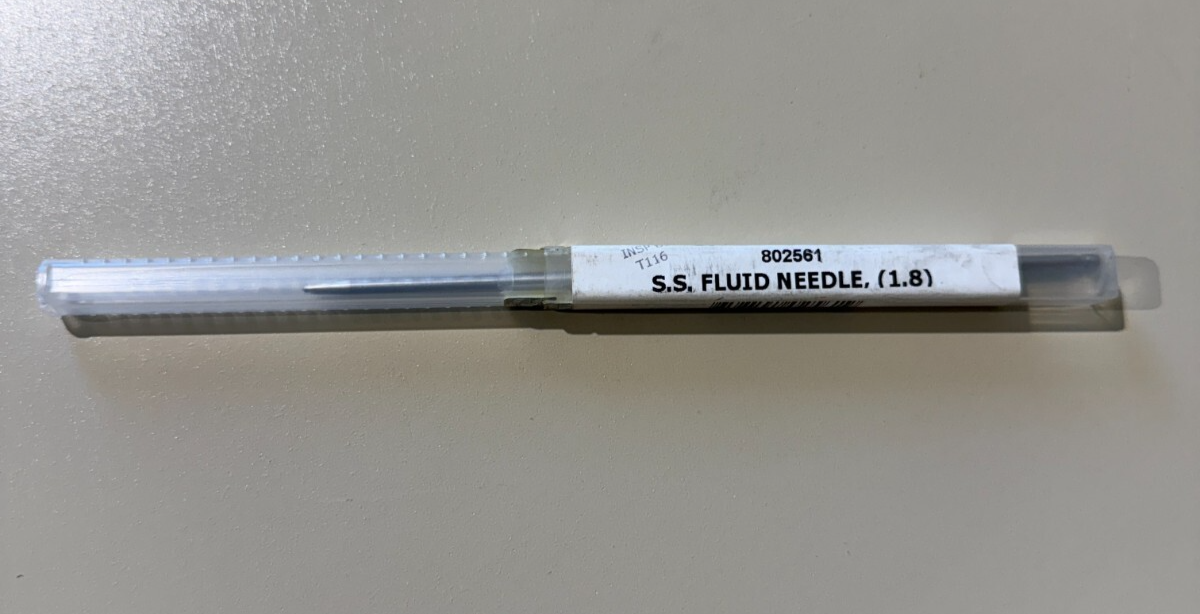 T116
802561
S.S. FLUID NEEDLE, (1.8)